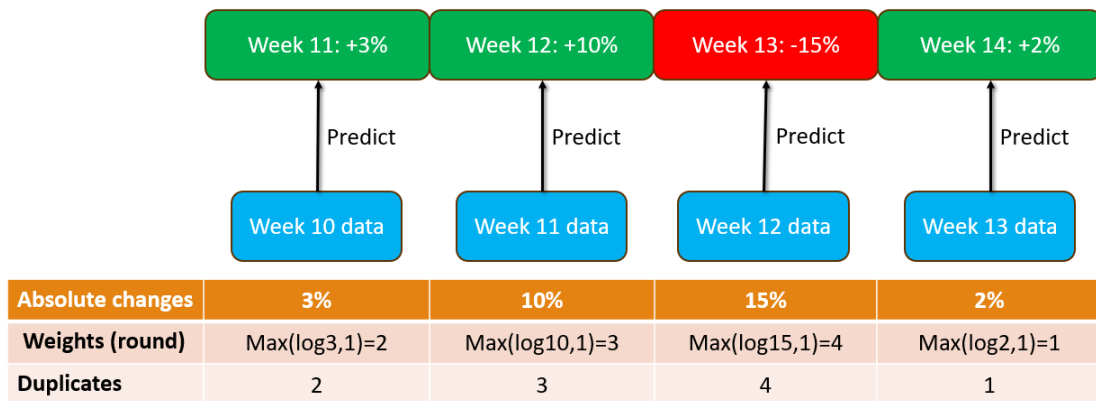 Week 11: +3% Week 12: +10% Week 13: -15% Week 14: +2%
Predict Predict Predict Predict
Week 10 data Week 11 data Week 12 data Week 13 data
Absolute changes 3% 10% 15% 2%
Weights (round) Max(log3,1)=2 Max(log10,1)=3 Max(log15,1)=4 Max(log2,1)=1
Duplicates 2 3 4 1